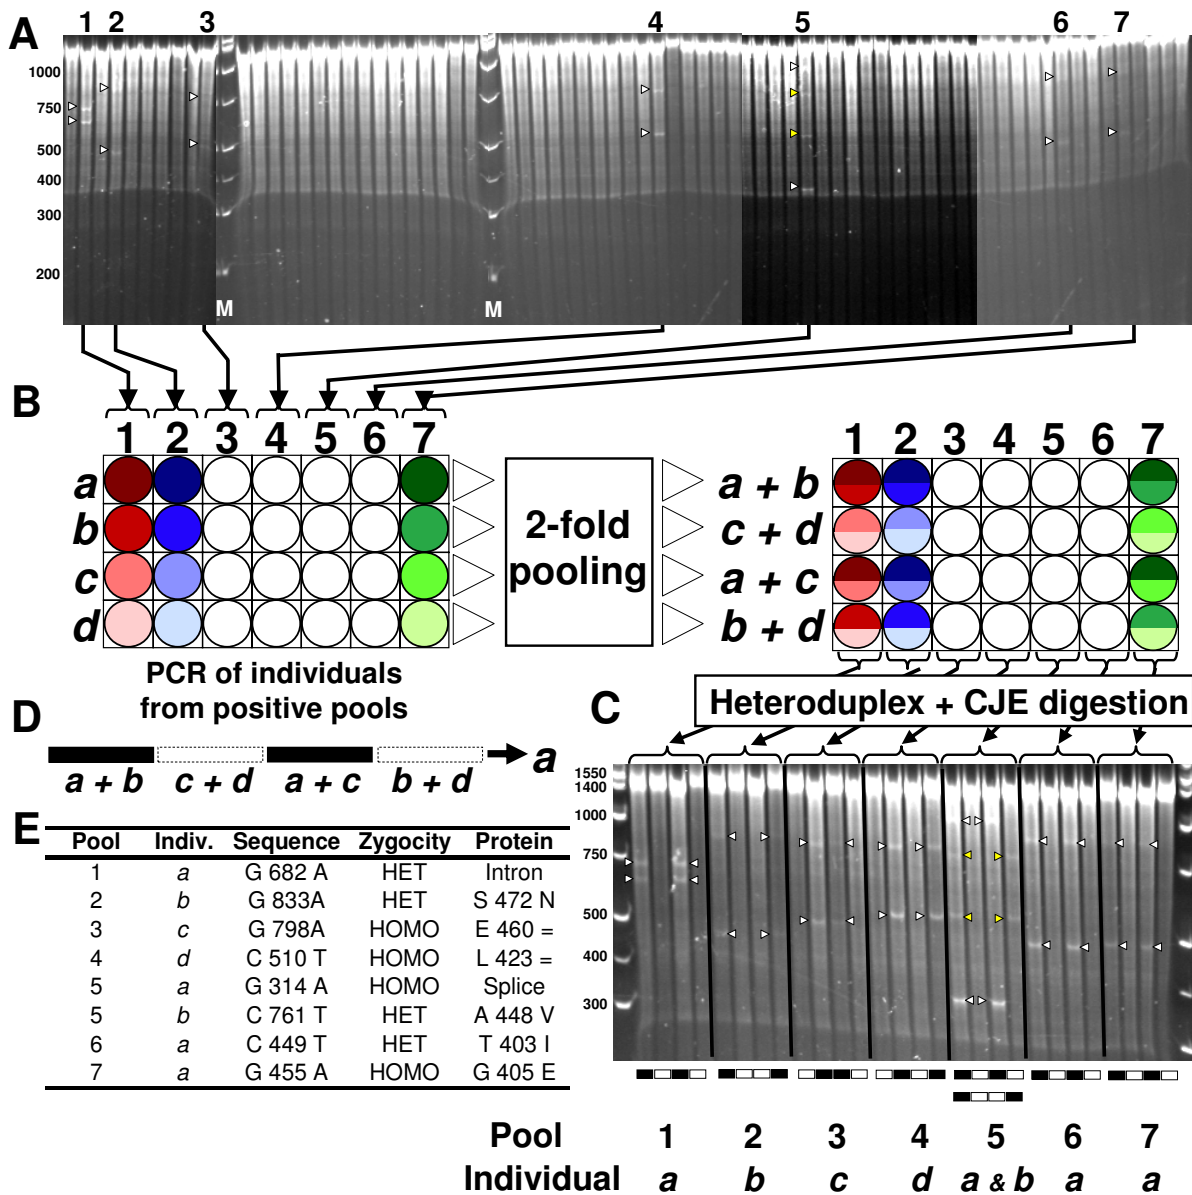 A
1 2 3 4 5 6 7
1000
750
500
400
300
200
M M
B
1 2 3 4 5 6 7
a
b
c
d
PCR of individuals
from positive pools
2-fold
pooling
1 2 3 4 5 6 7
a + b
c + d
a + c
b + d
Heteroduplex + CJE digestion
C
1550
1400
1000
750
500
400
300
D
a + b c + d a + c b + d a
E
Pool Indiv. Sequence Zygocity Protein
1 a G 682 A HET Intron
2 b G 833A HET S 472 N
3 c G 798A HOMO E 460 =
4 d C 510 T HOMO L 423 =
5 a G 314 A HOMO Splice
5 b C 761 T HET A 448 V
6 a C 449 T HET T 403 I
7 a G 455 A HOMO G 405 E
Pool 1 2 3 4 5 6 7
Individual a b c d a & b a a